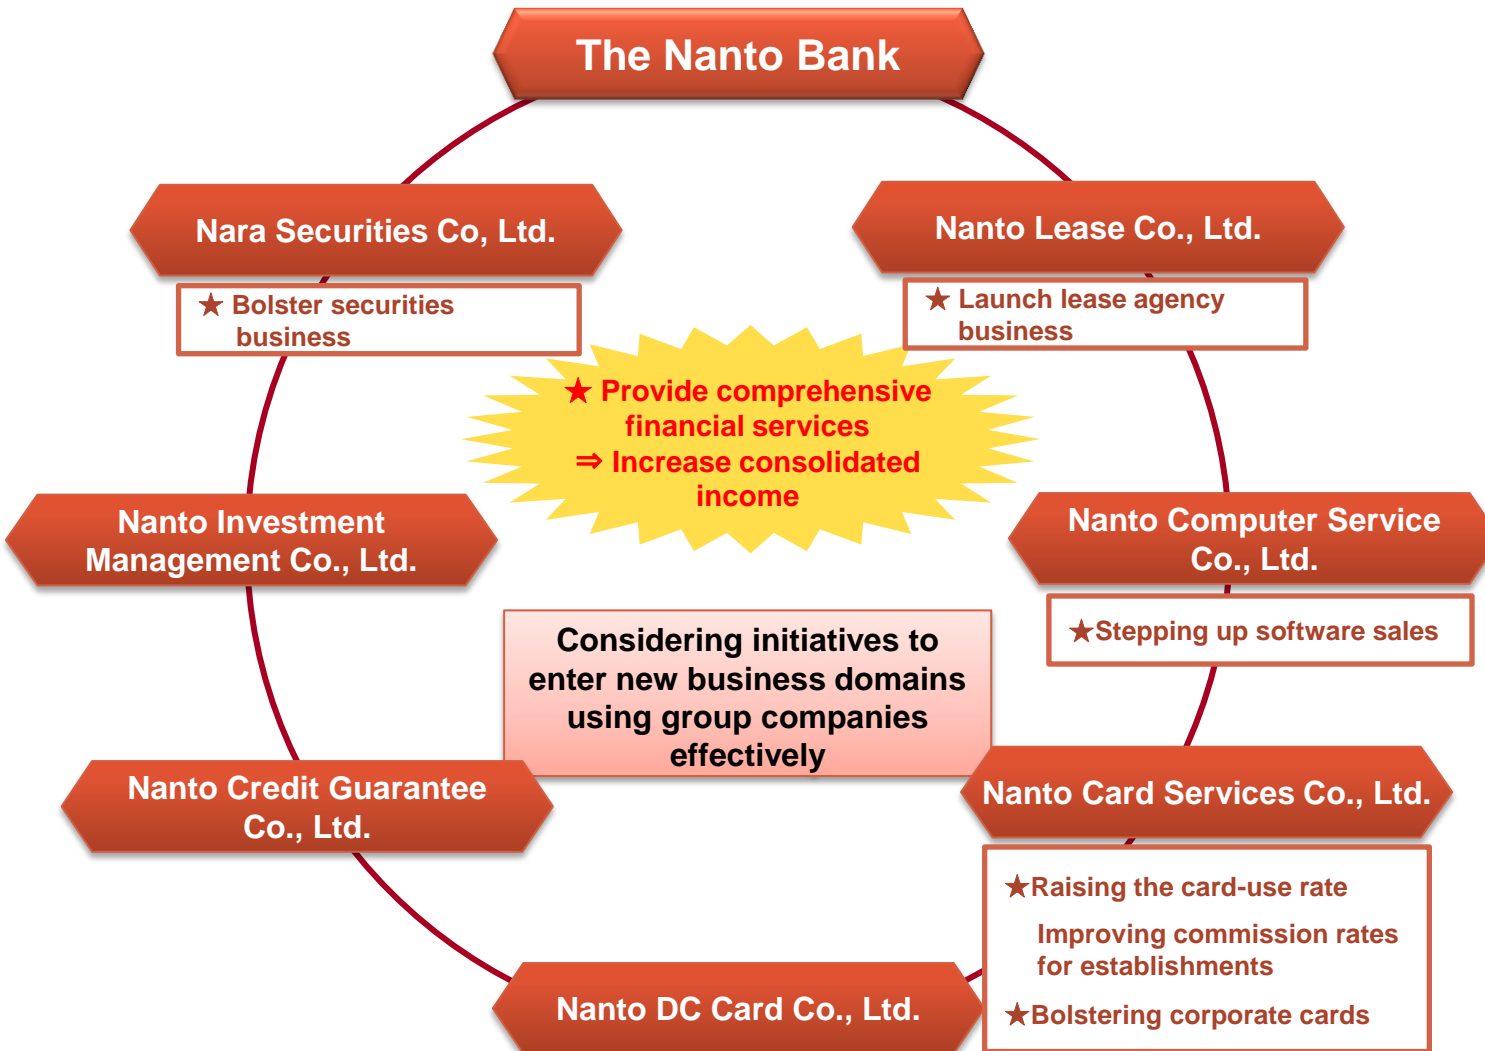 The Nanto Bank
Nara Securities Co, Ltd.
★ Bolster securities
business
Nanto Lease Co., Ltd.
★ Launch lease agency
business
★ Provide comprehensive
financial services
⇒ Increase consolidated
income
Nanto Investment
Management Co., Ltd.
Nanto Computer Service
Co., Ltd.
★Stepping up software sales
Considering initiatives to
enter new business domains
using group companies
effectively
Nanto Credit Guarantee
Co., Ltd.
Nanto Card Services Co., Ltd.
★Raising the card-use rate
Improving commission rates
for establishments
★Bolstering corporate cards
Nanto DC Card Co., Ltd.